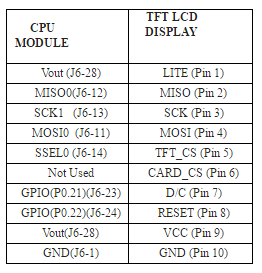 CPU MODULE TFT LCD DISPLAY
Vout (J6-28) LITE (Pin 1)
MISO0(J6-12) MISO (Pin 2)
SCK1 (J6-13) SCK (Pin 3)
MOSI0 (J6-11) MOSI (Pin 4)
SSEL0 (J6-14) TFT_CS (Pin 5)
Not Used CARD_CS (Pin 6)
GPIO(P0.21)(J6-23) D/C (Pin 7)
GPIO(P0.22)(J6-24) RESET (Pin 8)
Vout(J6-28) VCC (Pin 9)
GND(J6-1) GND (Pin 10)